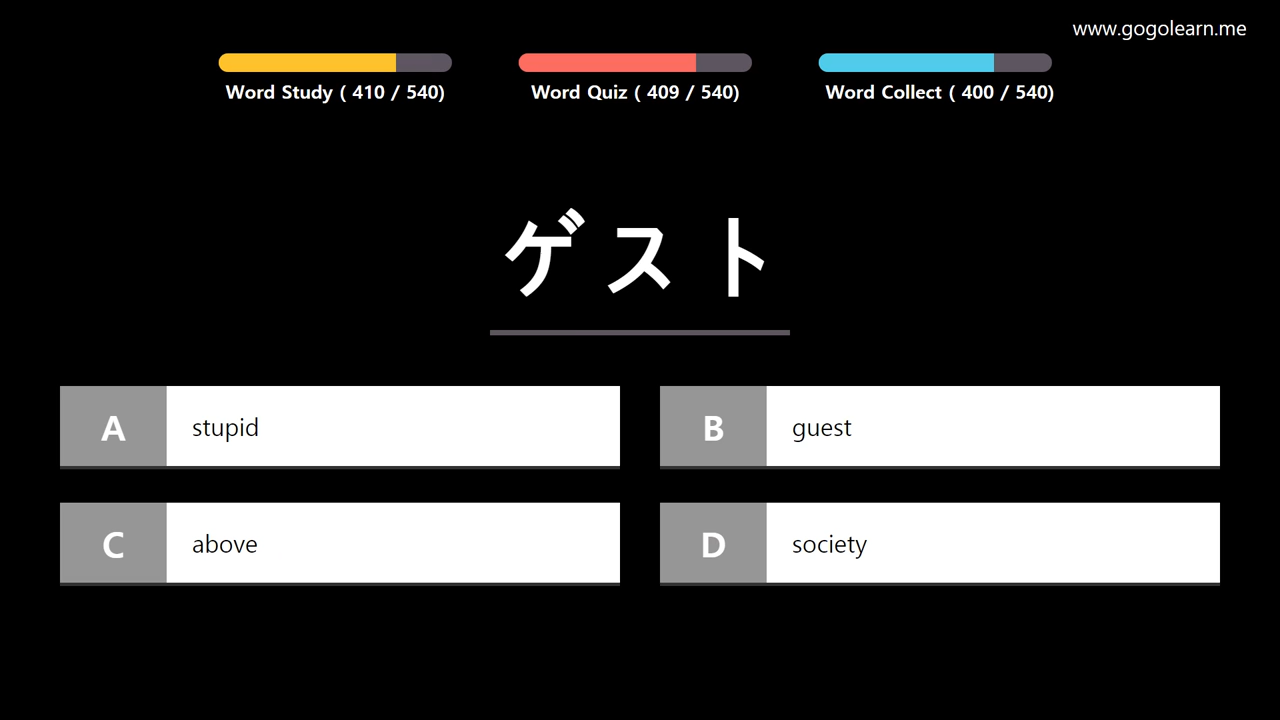 www.gogolearn.me
Word Study ( 410 / 540)
Word Quiz ( 409 / 540)
Word Collect ( 400 / 540)
ゲスト
A stupid
B guest
C above
D society